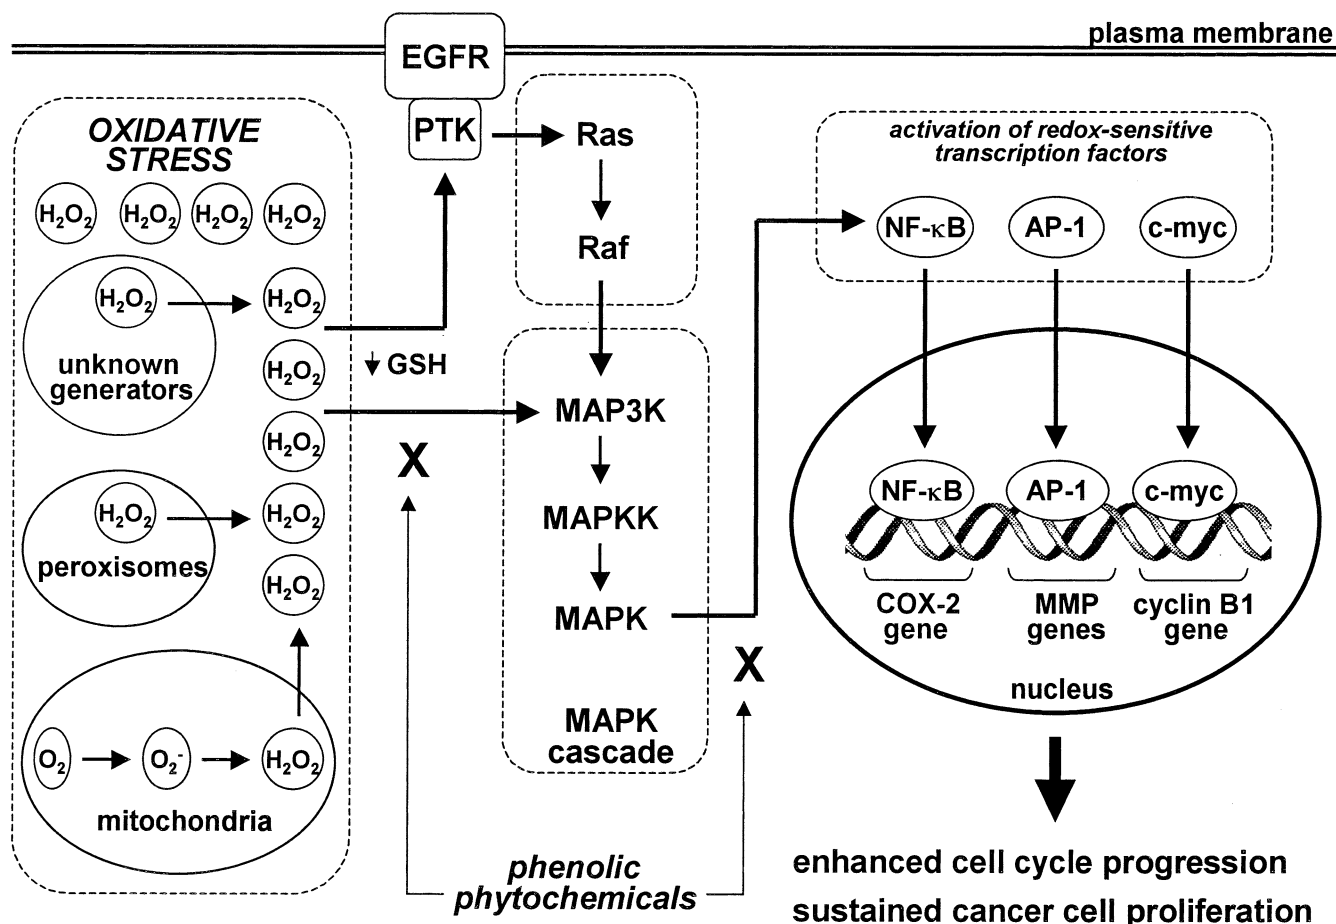 plasma membrane
EGFR
PTK
OXIDATIVE
STRESS
H₂O₂
H₂O₂
H₂O₂
H₂O₂
H₂O₂
H₂O₂
unknown
generators
H₂O₂
H₂O₂
H₂O₂
H₂O₂
peroxisomes
H₂O₂
O₂
O₂⁻
H₂O₂
mitochondria
↓ GSH
X
Ras
Raf
MAP3K
MAPKK
MAPK
MAPK
cascade
X
phenolic
phytochemicals
activation of redox-sensitive
transcription factors
NF-κB
AP-1
c-myc
NF-κB
AP-1
c-myc
COX-2
gene
MMP
genes
cyclin B1
gene
nucleus
enhanced cell cycle progression
sustained cancer cell proliferation